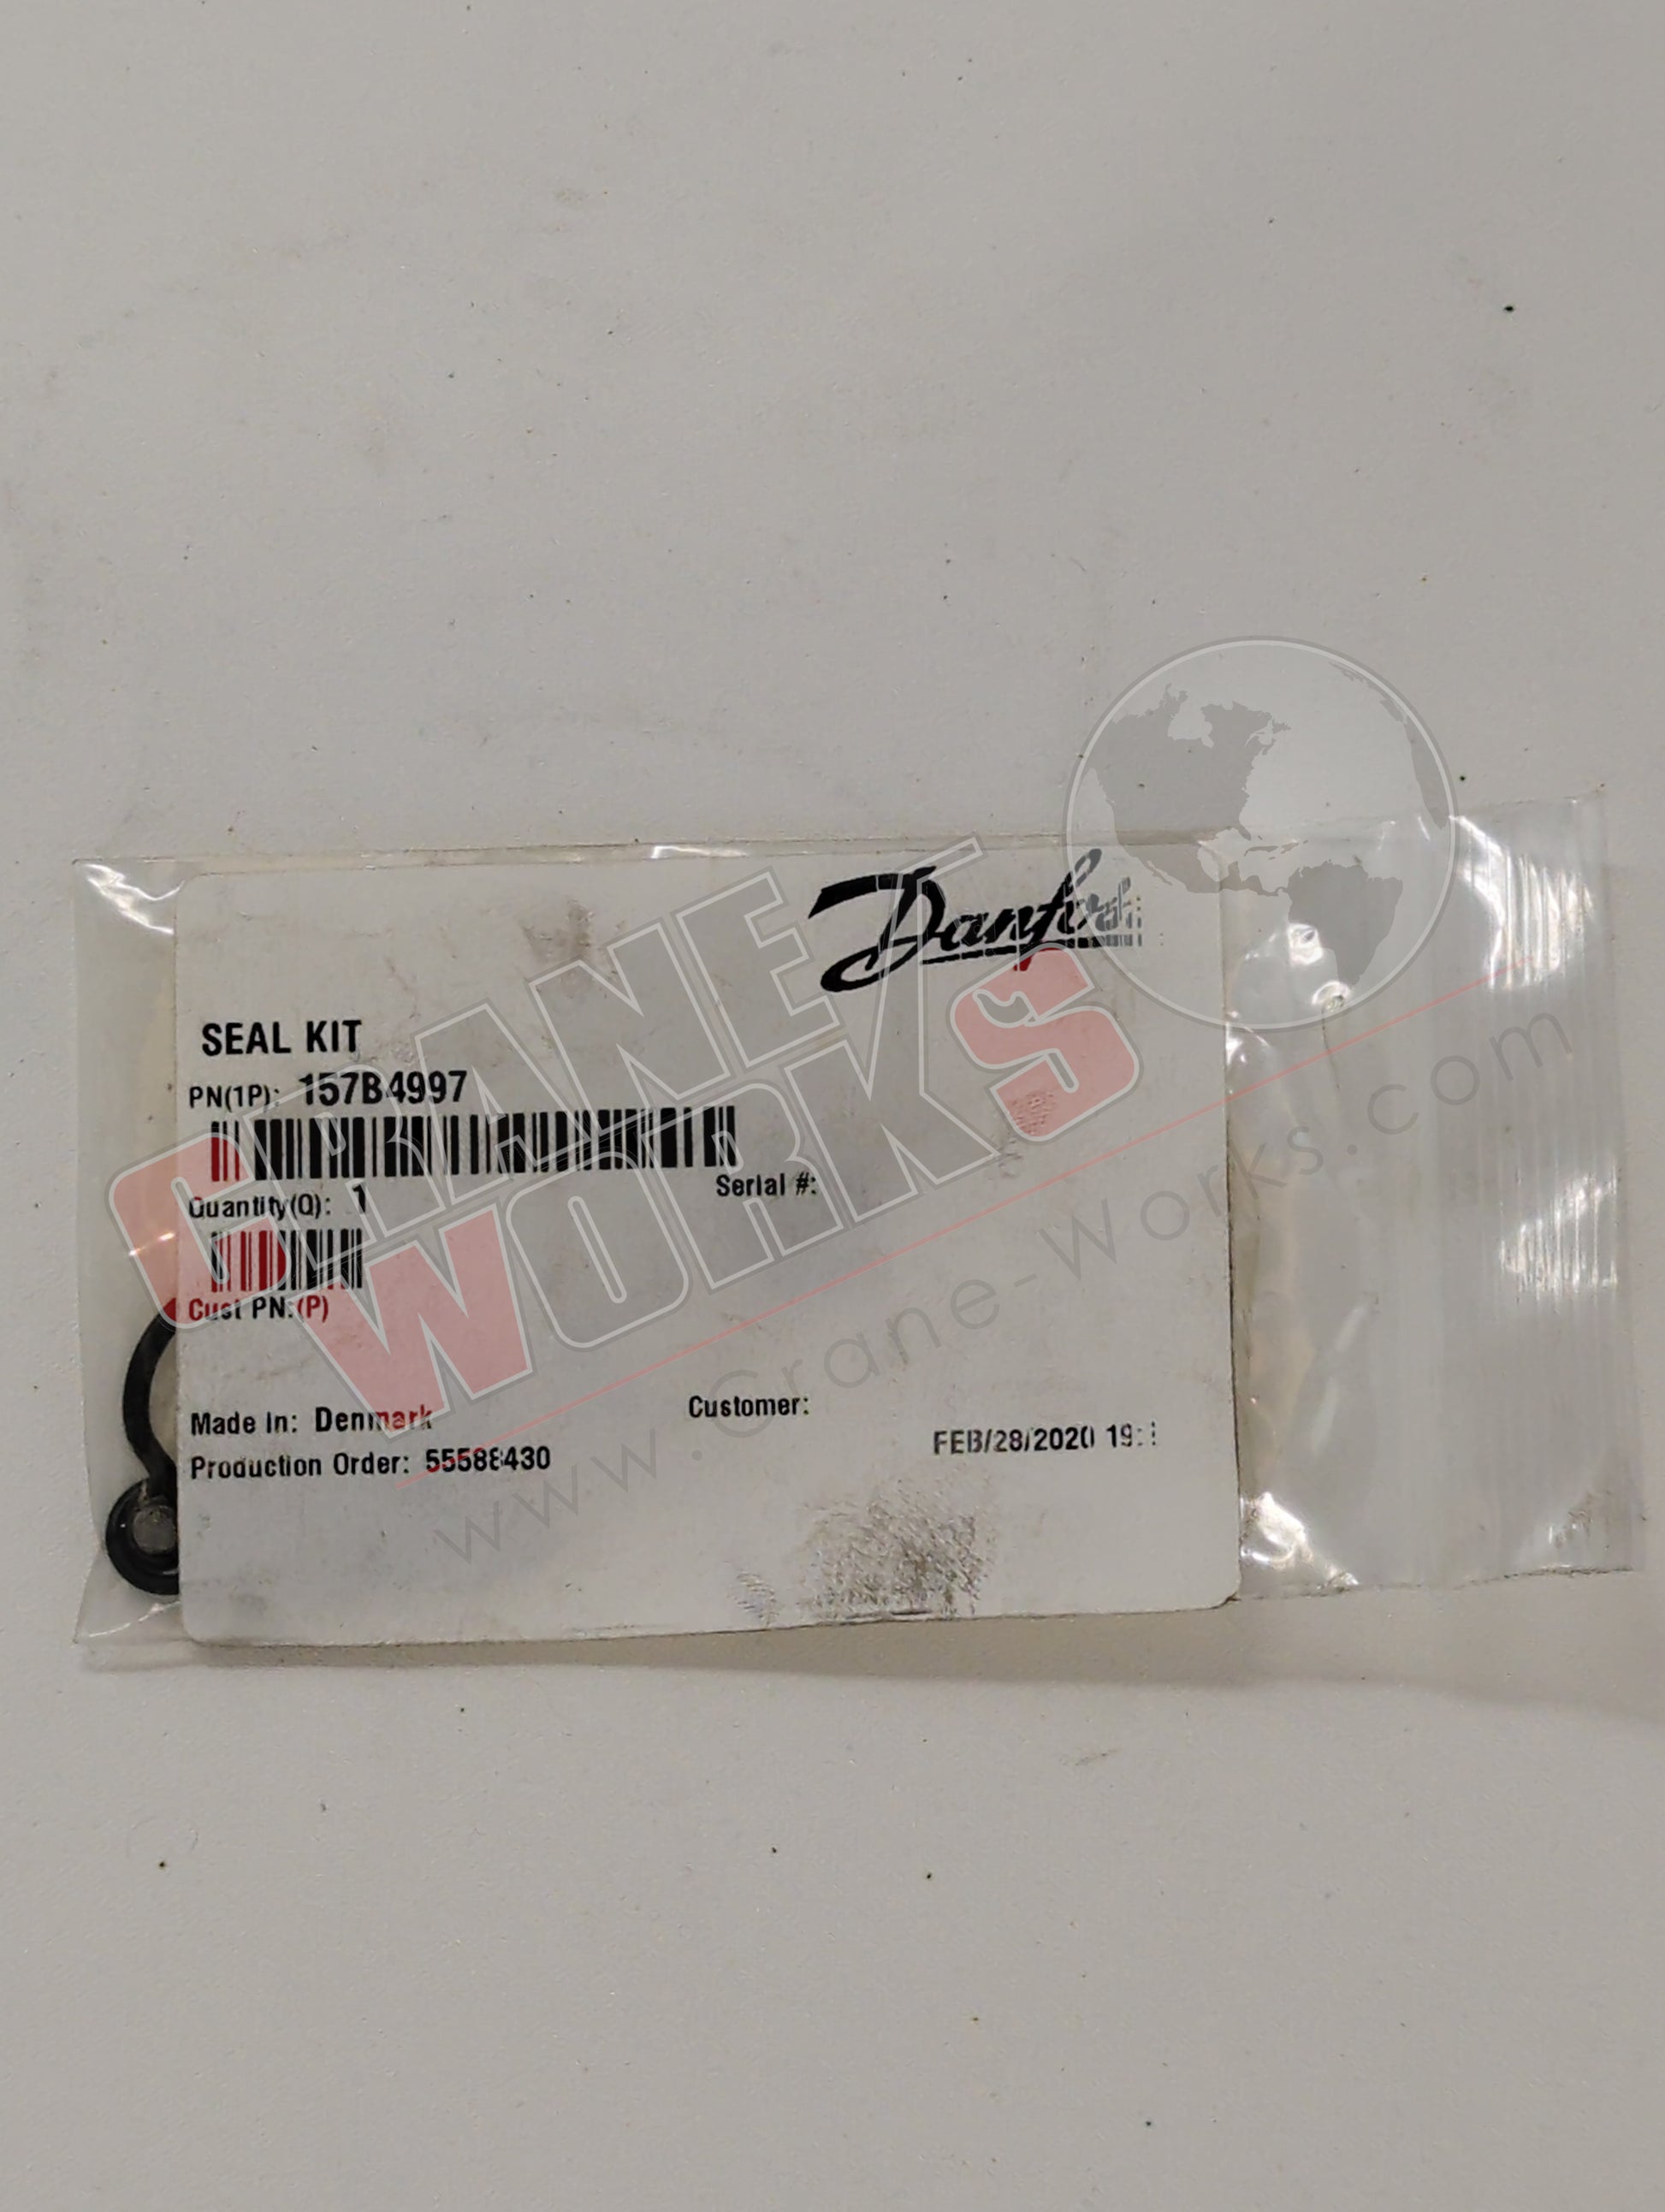 Danfoss
SEAL KIT
PN(1P): 157B4997
Quantity(Q): 1
Serial #:
Cust PN:(P)
Made in: Denmark
Customer:
Production Order: 55588430
FEB/28/2020
CRANE WORKS
www.Crane-Works.com